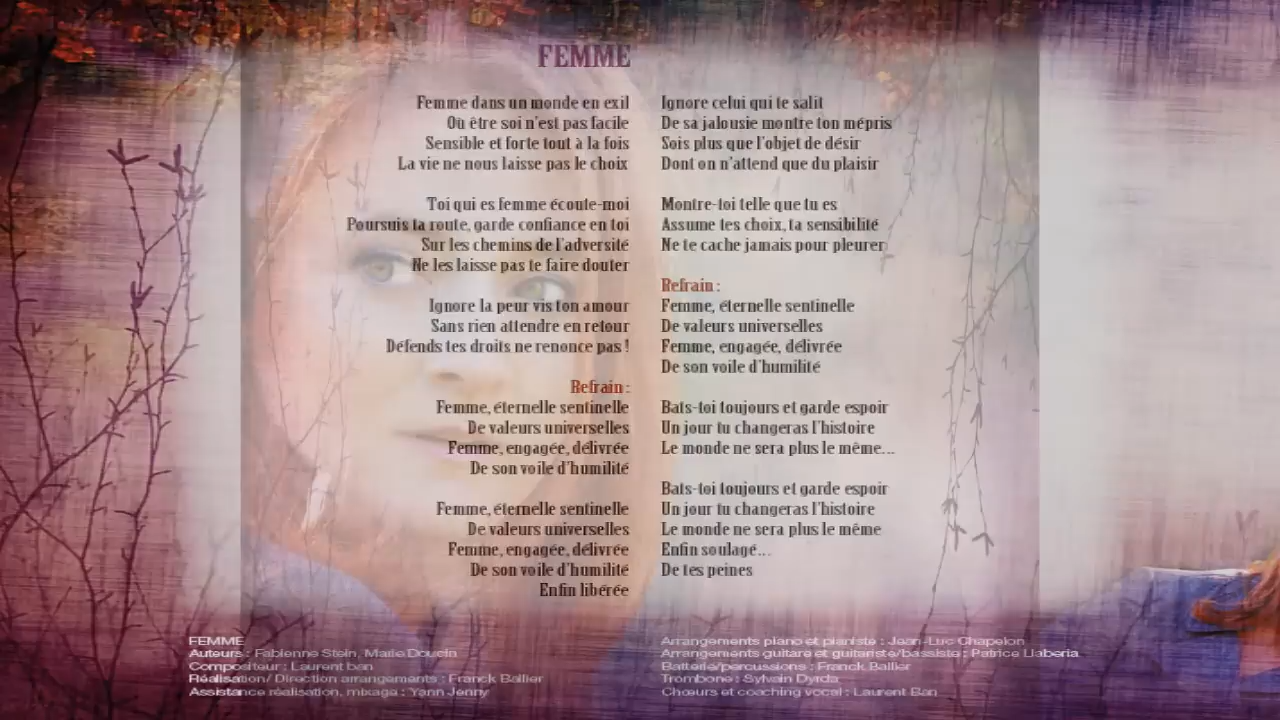 FEMME
Femme dans un monde en exil
Où être soi n'est pas facile
Sensible et forte tout à la fois
La vie ne nous laisse pas le choix
Toi qui es femme écoute-moi
Poursuis ta route, garde confiance en toi
Sur les chemins de l'adversité
Ne les laisse pas te faire douter
Ignore la peur vis ton amour
Sans rien attendre en retour
Défends tes droits ne renonce pas !
Refrain :
Femme, éternelle sentinelle
De valeurs universelles
Femme, engagée, délivrée
De son voile d'humilité
Femme, éternelle sentinelle
De valeurs universelles
Femme, engagée, délivrée
De son voile d'humilité
Enfin libérée
Ignore celui qui te salit
De sa jalousie montre ton mépris
Sois plus que l'objet de désir
Dont on n'attend que du plaisir
Montre-toi telle que tu es
Assume tes choix, ta sensibilité
Ne te cache jamais pour pleurer
Refrain :
Femme, éternelle sentinelle
De valeurs universelles
Femme, engagée, délivrée
De son voile d'humilité
Bats-toi toujours et garde espoir
Un jour tu changeras l'histoire
Le monde ne sera plus le même...
Bats-toi toujours et garde espoir
Un jour tu changeras l'histoire
Le monde ne sera plus le même
Enfin soulagé...
De tes peines
FEMME
Auteurs : Fabienne Stein, Marie Doucin
Compositeur : Laurent ban
Réalisation/ Direction arrangements : Franck Ballier
Assistance réalisation, mixage : Yann Jenny
Arrangements piano et pianiste : Jean-Luc Chapelon
Arrangements guitare et guitariste/bassiste : Patrice Llaberia
Batterie/percussions : Franck Ballier
Trombone : Sylvain Dyrda
Chœurs et coaching vocal : Laurent Ban